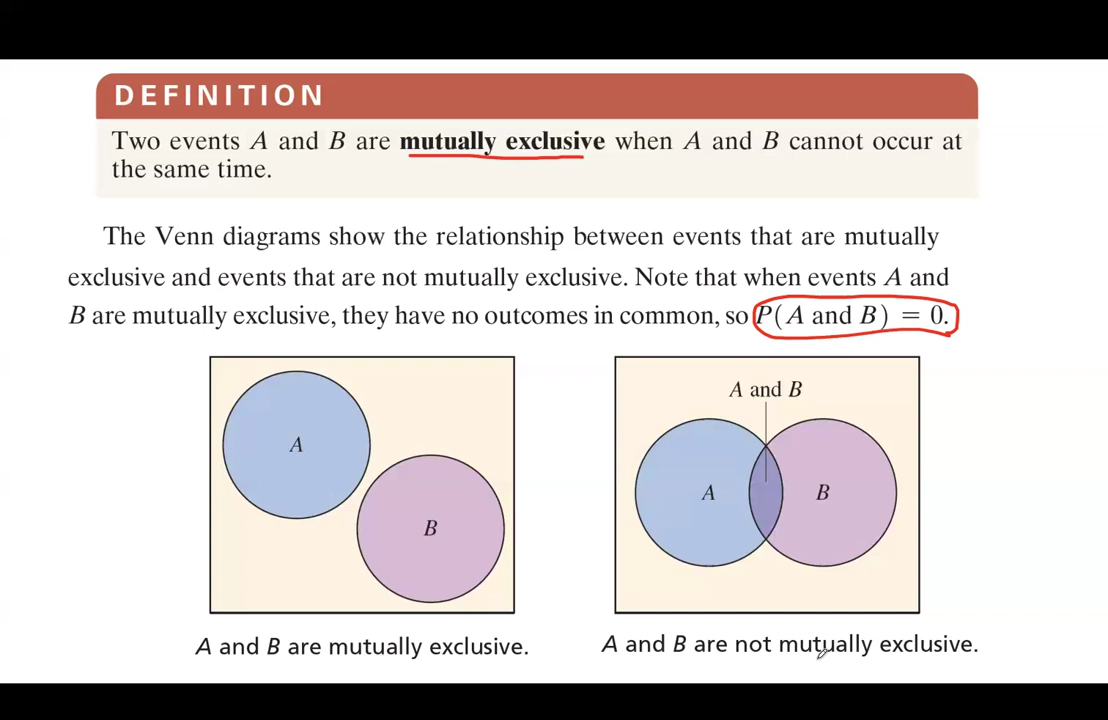 DEFINITION
Two events A and B are mutually exclusive when A and B cannot occur at
the same time.
The Venn diagrams show the relationship between events that are mutually
exclusive and events that are not mutually exclusive. Note that when events A and
B are mutually exclusive, they have no outcomes in common, so P(A and B) = 0.
A
B
A and B
A
B
A and B are mutually exclusive.
A and B are not mutually exclusive.